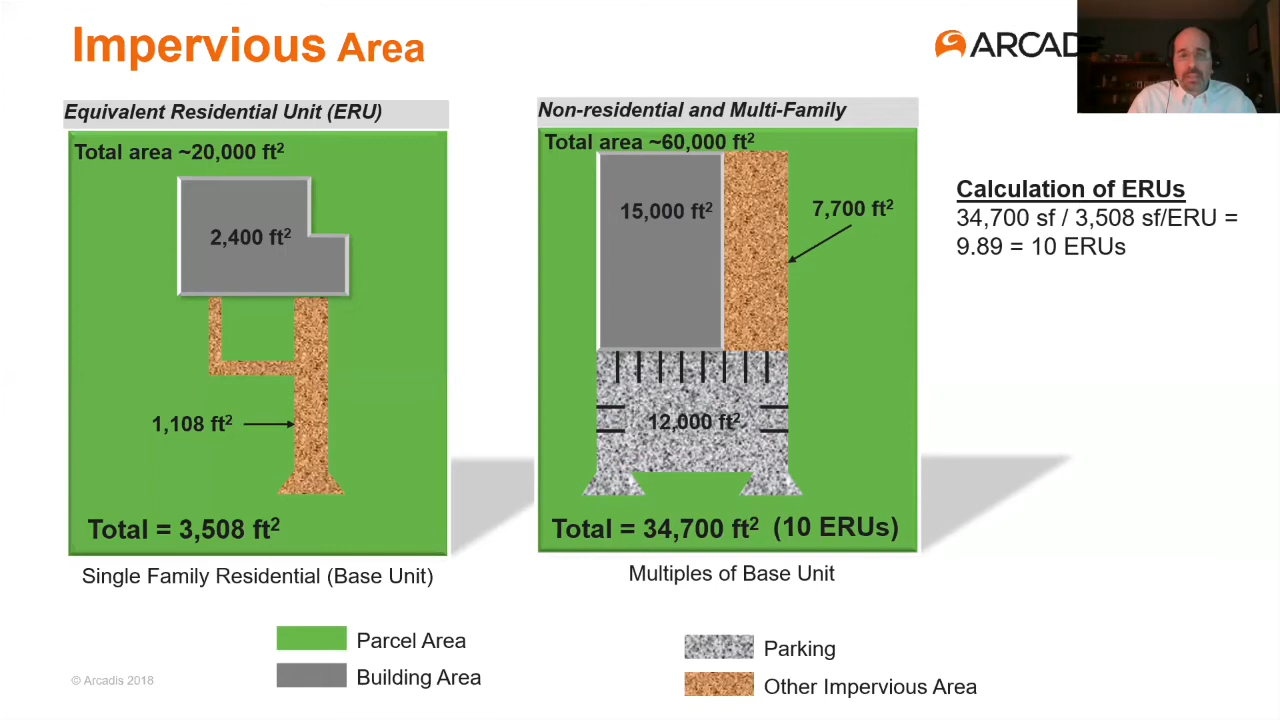 Impervious Area
ARCAD
Equivalent Residential Unit (ERU)
Total area ~20,000 ft²
2,400 ft²
1,108 ft²
Total = 3,508 ft²
Single Family Residential (Base Unit)
Non-residential and Multi-Family
Total area ~60,000 ft²
15,000 ft²
7,700 ft²
12,000 ft²
Total = 34,700 ft² (10 ERUs)
Multiples of Base Unit
Calculation of ERUs
34,700 sf / 3,508 sf/ERU =
9.89 = 10 ERUs
Parcel Area
Building Area
Parking
Other Impervious Area
© Arcadis 2018